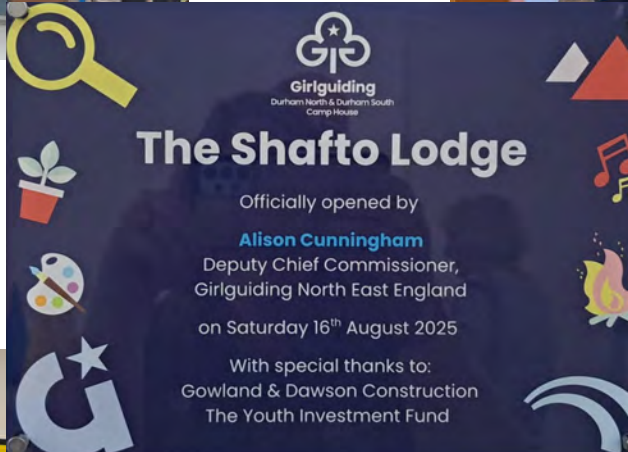 Girlguiding
Durham North & Durham South
Camp House
The Shafto Lodge
Officially opened by
Alison Cunningham
Deputy Chief Commissioner,
Girlguiding North East England
on Saturday 16th August 2025
With special thanks to:
Gowland & Dawson Construction
The Youth Investment Fund